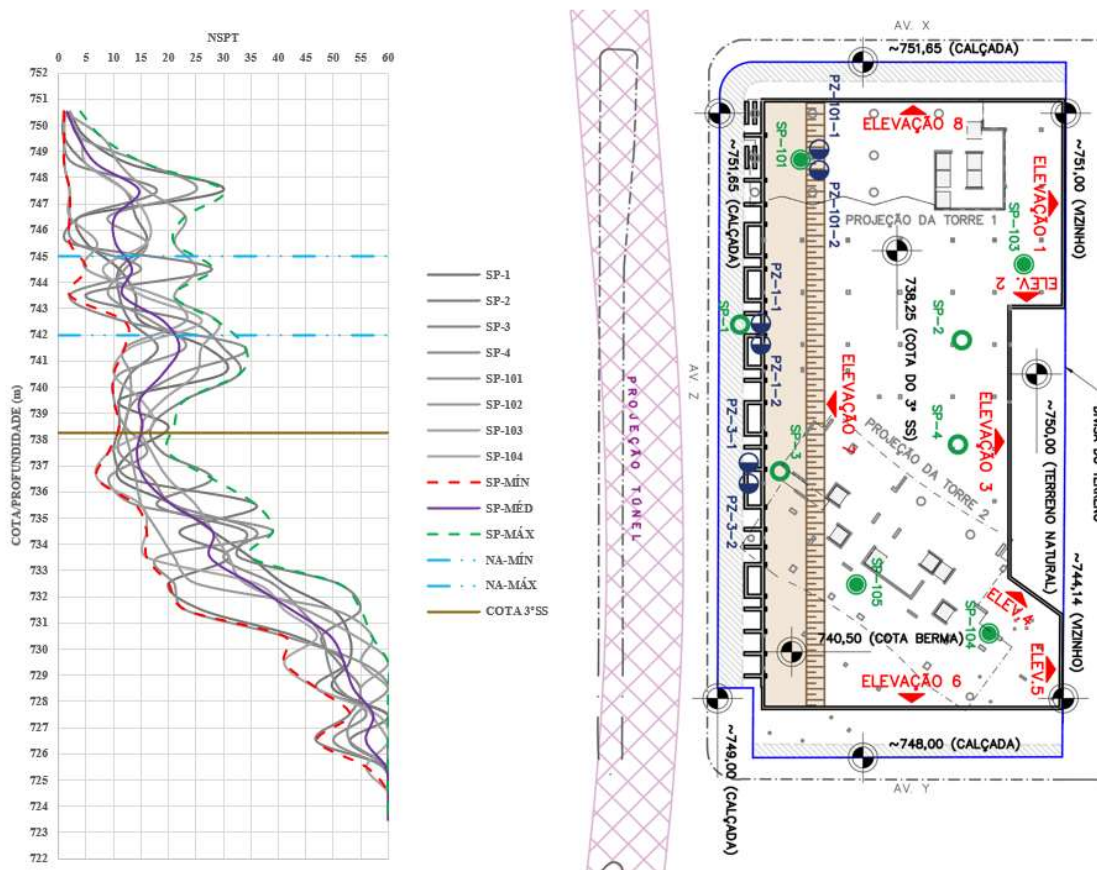 NSPT
0 5 10 15 20 25 30 35 40 45 50 55 60
COTA/PROFUNDIDADE (m)
752
751
750
749
748
747
746
745
744
743
742
741
740
739
738
737
736
735
734
733
732
731
730
729
728
727
726
725
724
723
722
SP-1
SP-2
SP-3
SP-4
SP-101
SP-102
SP-103
SP-104
SP-MÍN
SP-MÉD
SP-MÁX
NA-MÍN
NA-MÁX
COTA 3ºSS
PROJEÇÃO TÚNEL
AV. X
~751,65 (CALÇADA)
PZ-101-1
ELEVAÇÃO 8
SP-101
~751,65 (CALÇADA)
ELEVAÇÃO 1
~751,00 (VIZINHO)
PZ-101-2
PROJEÇÃO DA TORRE 1
SP-103
ELEV. 2
738,25 (COTA DO 3º SS)
PZ-1-1
SP-1
SP-2
PZ-1-2
AV. Z
ELEVAÇÃO 7
PROJEÇÃO DA TORRE 2
SP-4
ELEVAÇÃO 3
~750,00 (TERRENO NATURAL)
PZ-3-1
SP-3
PZ-3-2
SP-105
SP-104
ELEV.4
~744,14 (VIZINHO)
740,50 (COTA BERMA)
ELEV.5
ELEVAÇÃO 6
~748,00 (CALÇADA)
~749,00 (CALÇADA)
AV. Y
DO TERRENO